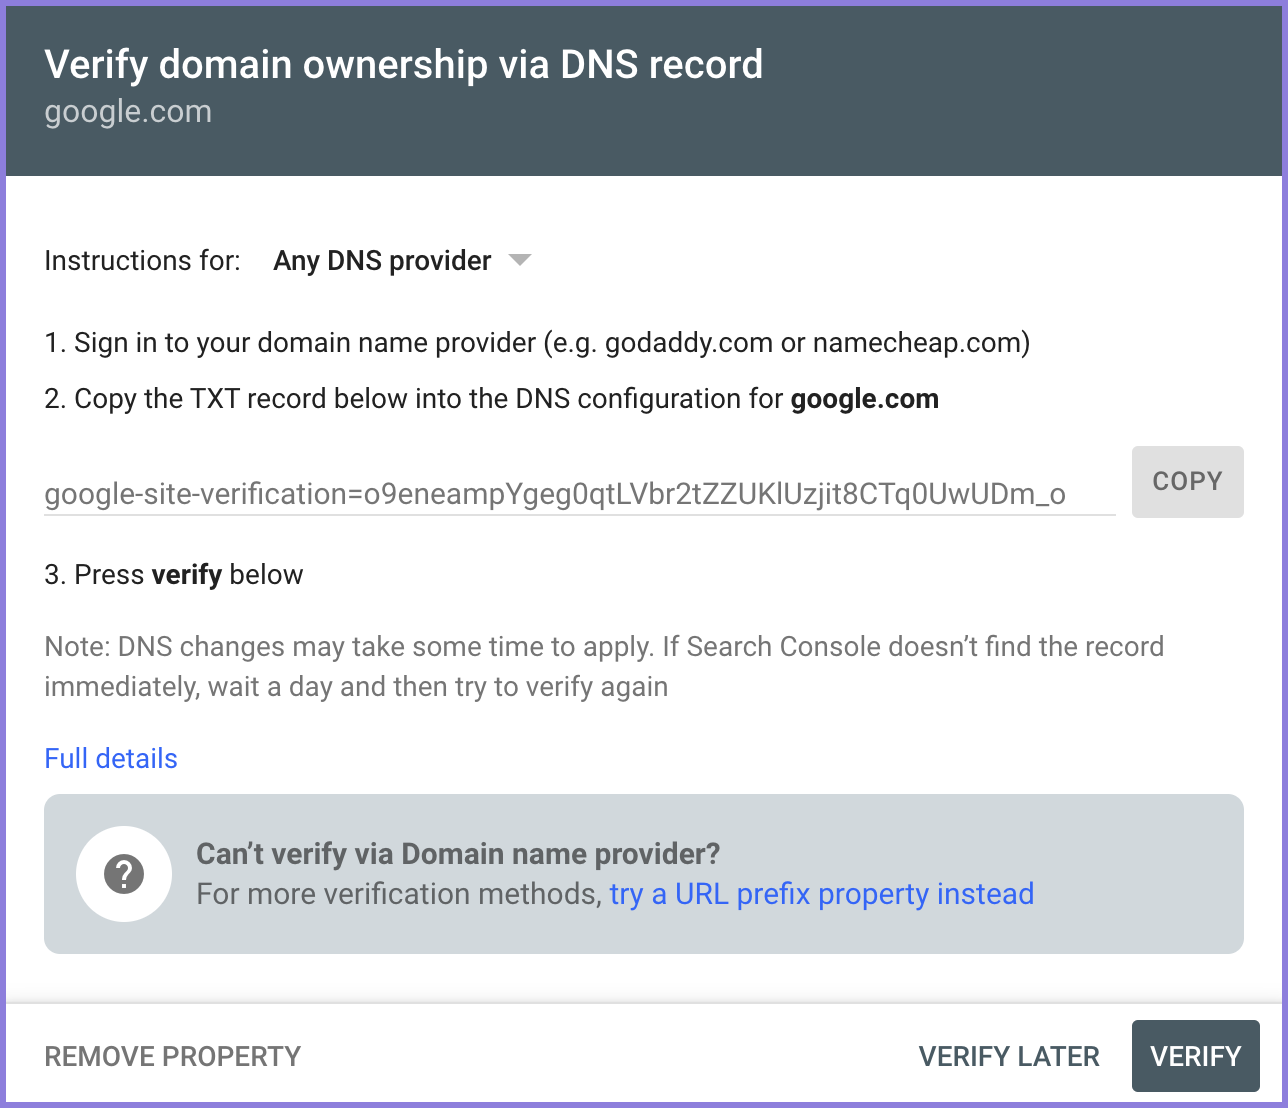 Verify domain ownership via DNS record
google.com
Instructions for: Any DNS provider
1. Sign in to your domain name provider (e.g. godaddy.com or namecheap.com)
2. Copy the TXT record below into the DNS configuration for google.com
google-site-verification=o9eneampYgeg0qtLVbr2tZZUKlUzjit8CTq0UwUDm_o
COPY
3. Press verify below
Note: DNS changes may take some time to apply. If Search Console doesn’t find the record
immediately, wait a day and then try to verify again
Full details
Can’t verify via Domain name provider?
For more verification methods, try a URL prefix property instead
REMOVE PROPERTY
VERIFY LATER
VERIFY